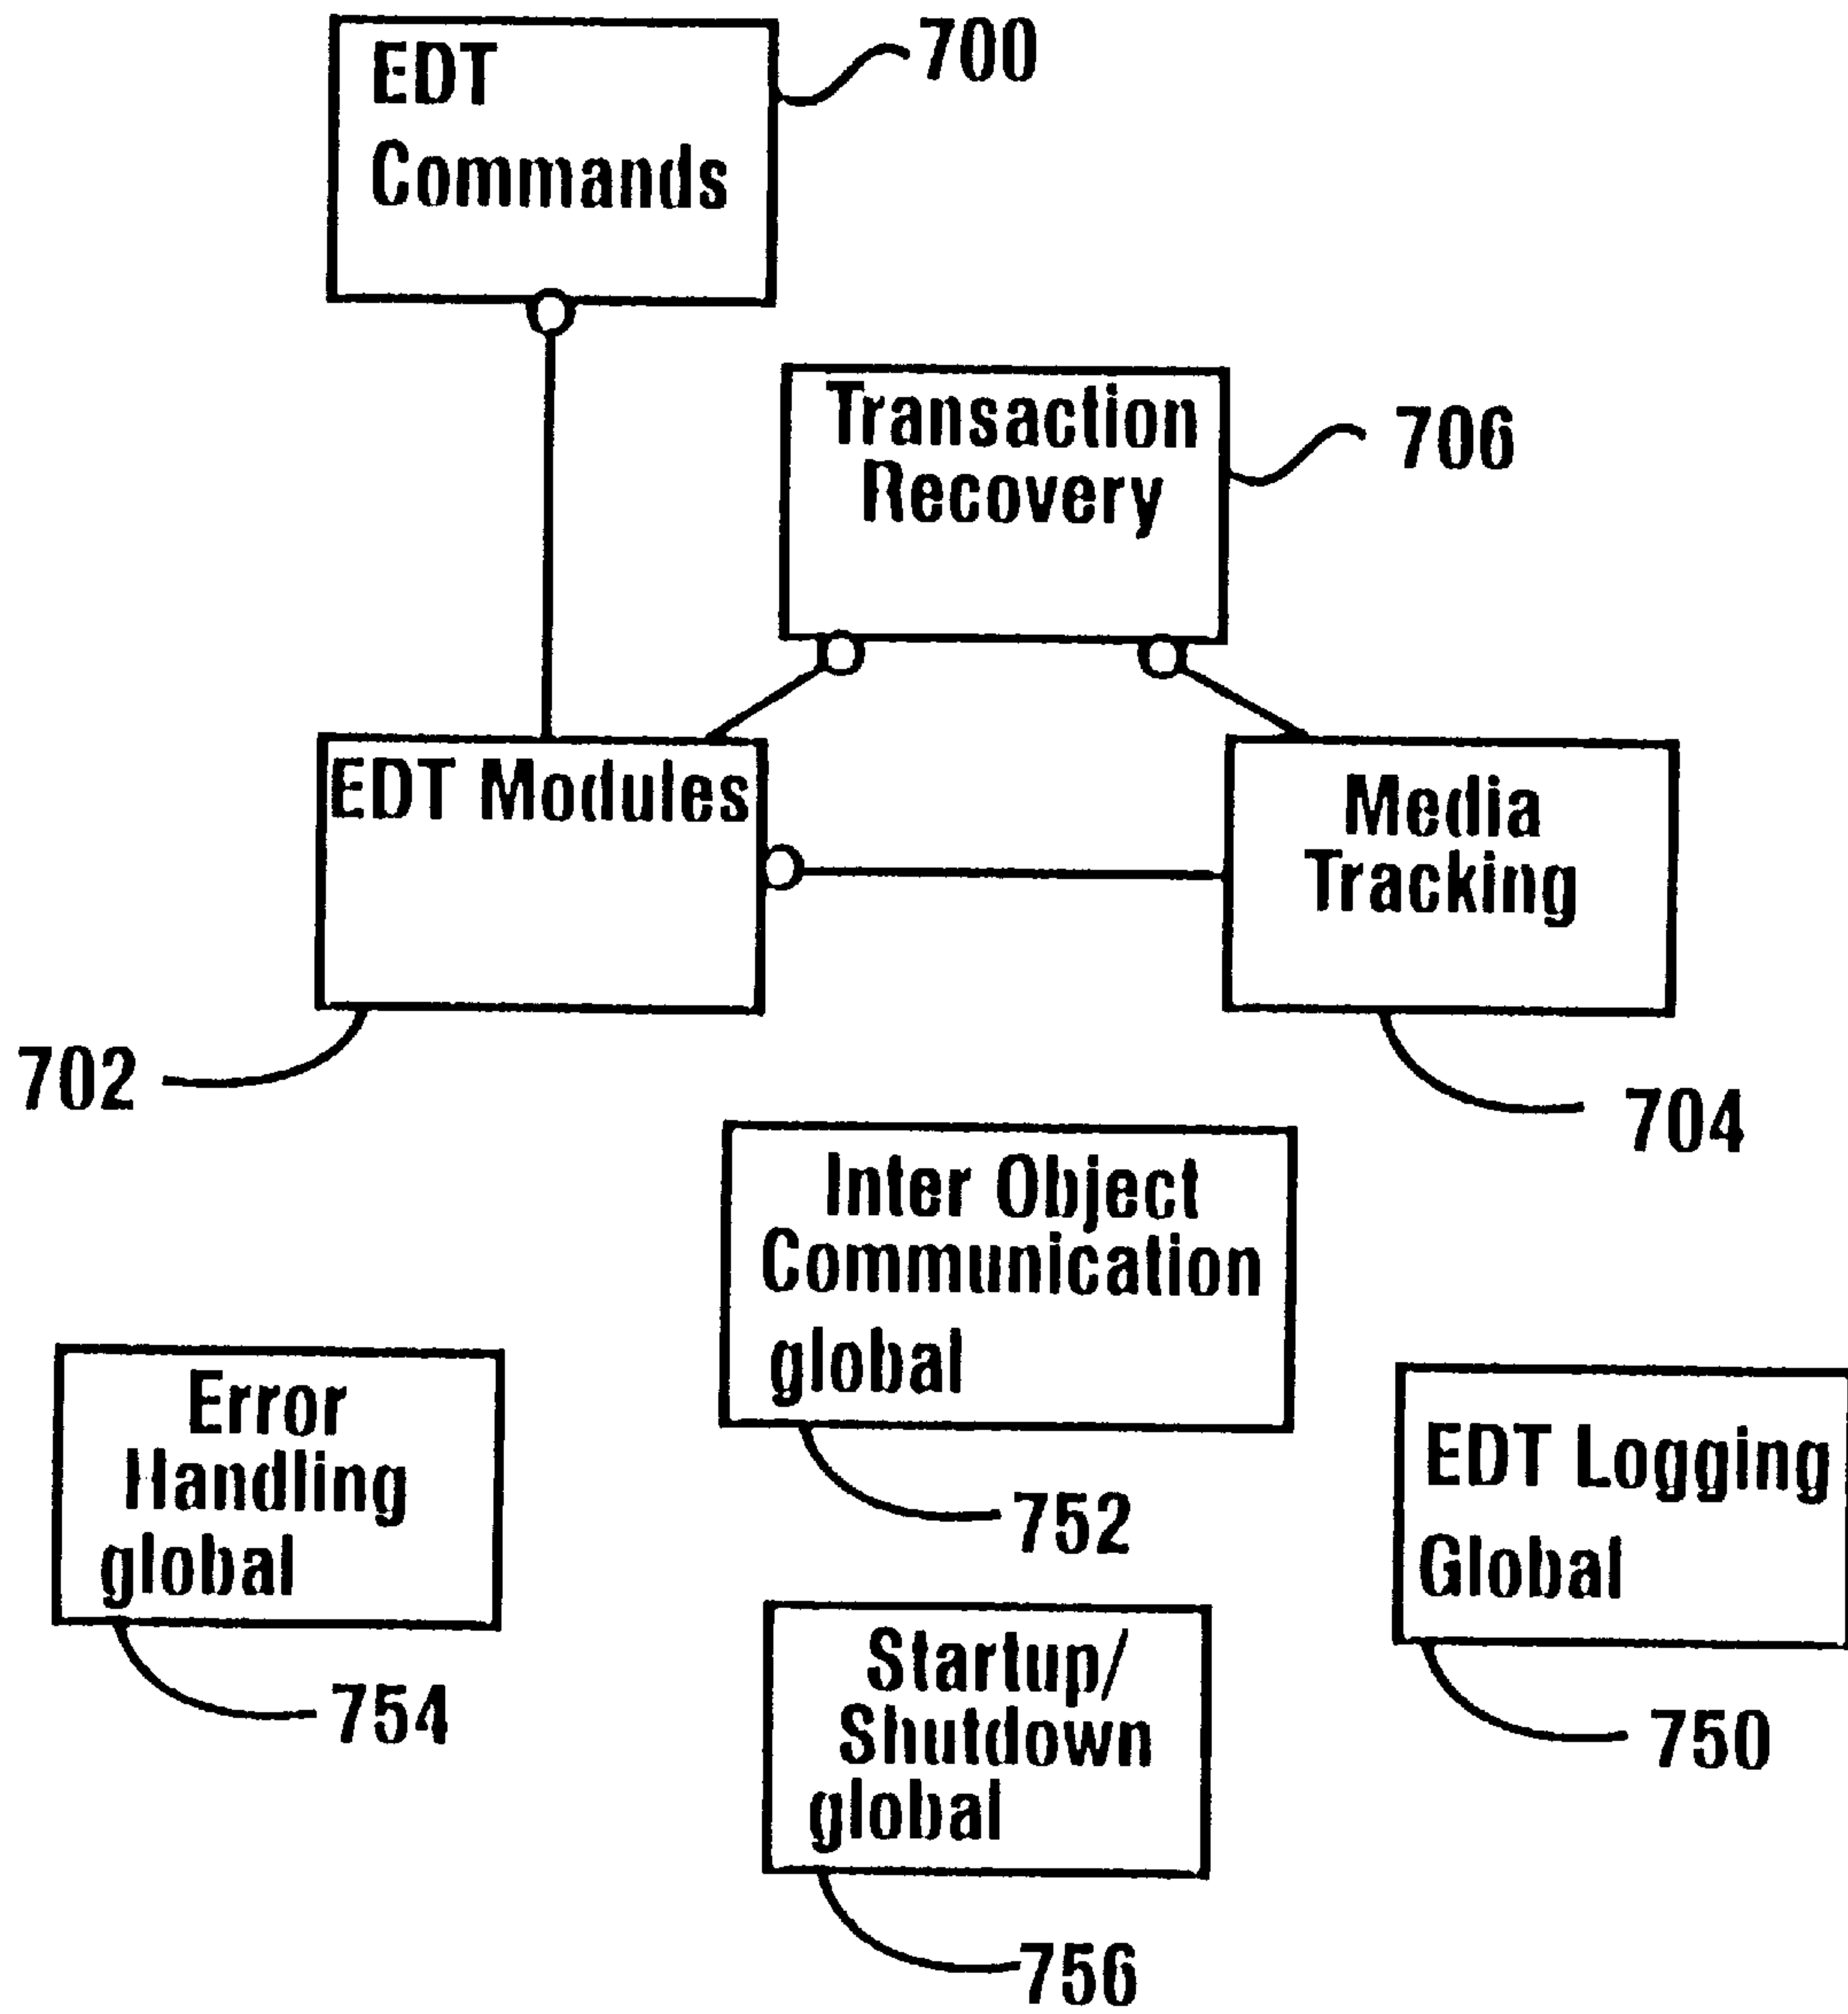 EDT
Commands
700
Transaction
Recovery
706
EDT Modules
Media
Tracking
702
704
Inter Object
Communication
global
752
Error
Handling
global
754
EDT Logging
Global
750
Startup/
Shutdown
global
756